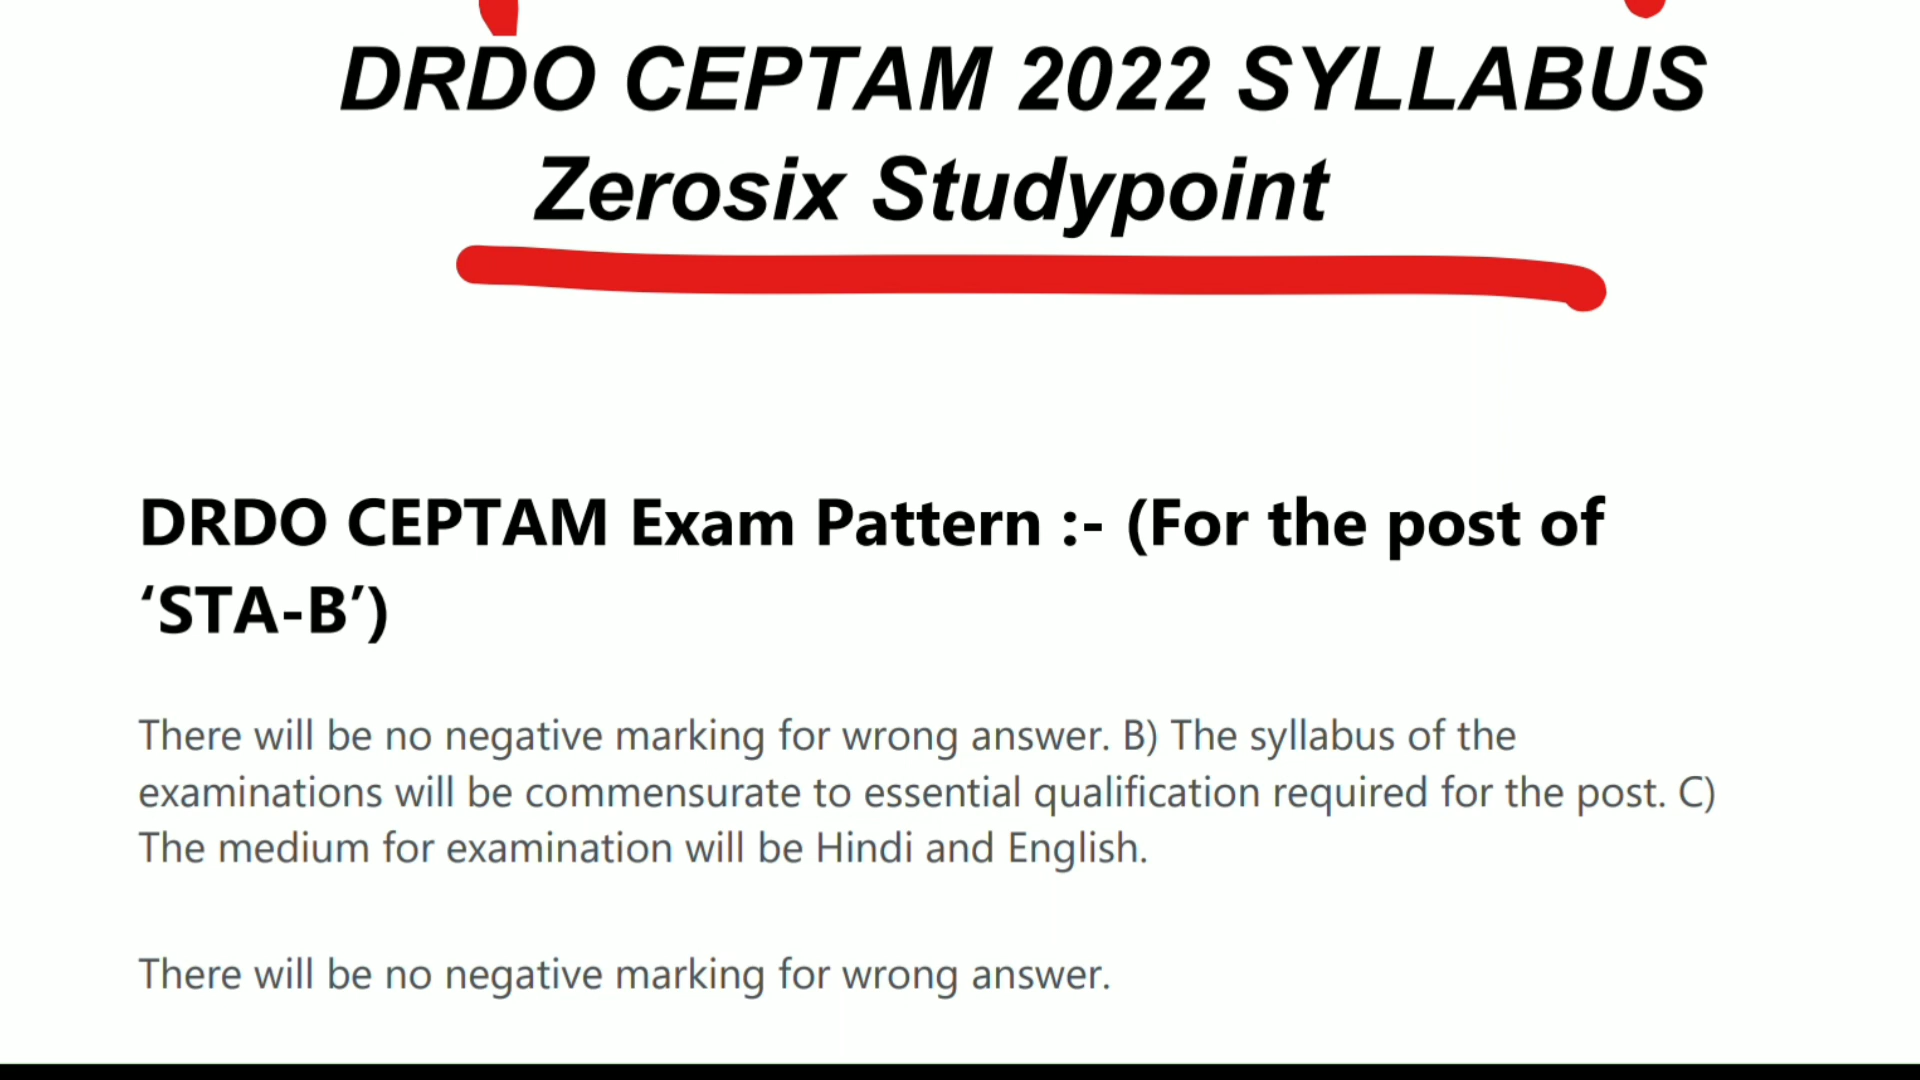 DRDO CEPTAM 2022 SYLLABUS
Zerosix Studypoint
DRDO CEPTAM Exam Pattern :- (For the post of
‘STA-B’)
There will be no negative marking for wrong answer. B) The syllabus of the
examinations will be commensurate to essential qualification required for the post. C)
The medium for examination will be Hindi and English.
There will be no negative marking for wrong answer.